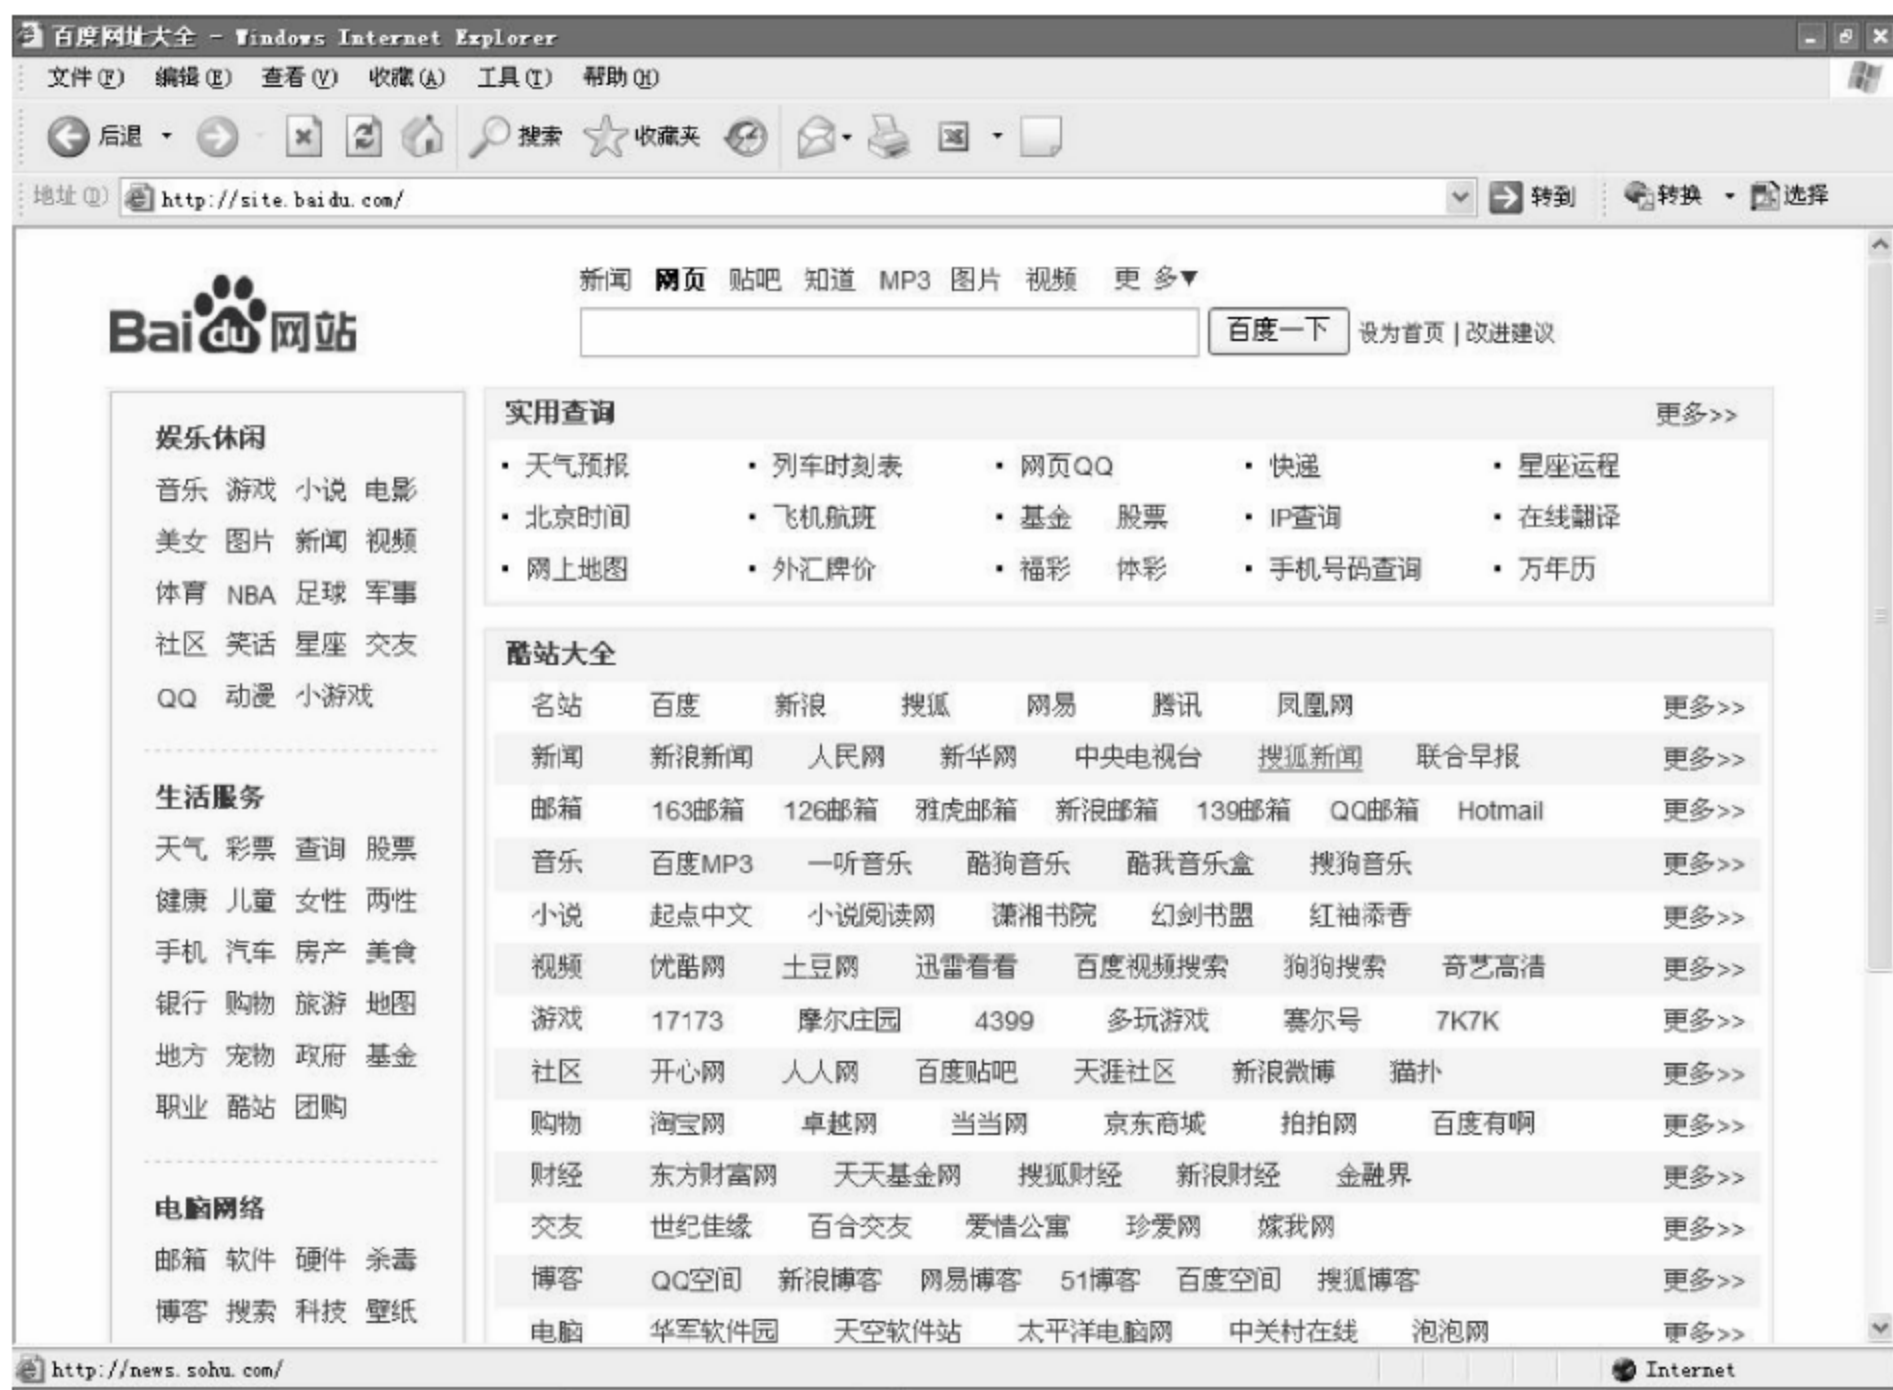 百度网址大全 - Windows Internet Explorer
文件(F) 编辑(E) 查看(V) 收藏(A) 工具(T) 帮助(H)
后退 搜索 收藏夹
地址(D) http://site.baidu.com/ 转到 转换 选择
新闻 网页 贴吧 知道 MP3 图片 视频 更多▼
Bai du 网站 百度一下 设为首页 | 改进建议
娱乐休闲
音乐 游戏 小说 电影
美女 图片 新闻 视频
体育 NBA 足球 军事
社区 笑话 星座 交友
QQ 动漫 小游戏
生活服务
天气 彩票 查询 股票
健康 儿童 女性 两性
手机 汽车 房产 美食
银行 购物 旅游 地图
地方 宠物 政府 基金
职业 酷站 团购
电脑网络
邮箱 软件 硬件 杀毒
博客 搜索 科技 壁纸
实用查询 更多>>
▪ 天气预报 ▪ 列车时刻表 ▪ 网页QQ ▪ 快递 ▪ 星座运程
▪ 北京时间 ▪ 飞机航班 ▪ 基金 股票 ▪ IP查询 ▪ 在线翻译
▪ 网上地图 ▪ 外汇牌价 ▪ 福彩 体彩 ▪ 手机号码查询 ▪ 万年历
酷站大全
名站 百度 新浪 搜狐 网易 腾讯 凤凰网 更多>>
新闻 新浪新闻 人民网 新华网 中央电视台 搜狐新闻 联合早报 更多>>
邮箱 163邮箱 126邮箱 雅虎邮箱 新浪邮箱 139邮箱 QQ邮箱 Hotmail 更多>>
音乐 百度MP3 一听音乐 酷狗音乐 酷我音乐盒 搜狗音乐 更多>>
小说 起点中文 小说阅读网 潇湘书院 幻剑书盟 红袖添香 更多>>
视频 优酷网 土豆网 迅雷看看 百度视频搜索 狗狗搜索 奇艺高清 更多>>
游戏 17173 摩尔庄园 4399 多玩游戏 赛尔号 7K7K 更多>>
社区 开心网 人人网 百度贴吧 天涯社区 新浪微博 猫扑 更多>>
购物 淘宝网 卓越网 当当网 京东商城 拍拍网 百度有啊 更多>>
财经 东方财富网 天天基金网 搜狐财经 新浪财经 金融界 更多>>
交友 世纪佳缘 百合交友 爱情公寓 珍爱网 嫁我网 更多>>
博客 QQ空间 新浪博客 网易博客 51博客 百度空间 搜狐博客 更多>>
电脑 华军软件园 天空软件站 太平洋电脑网 中关村在线 泡泡网 更多>>
http://news.sohu.com/ Internet